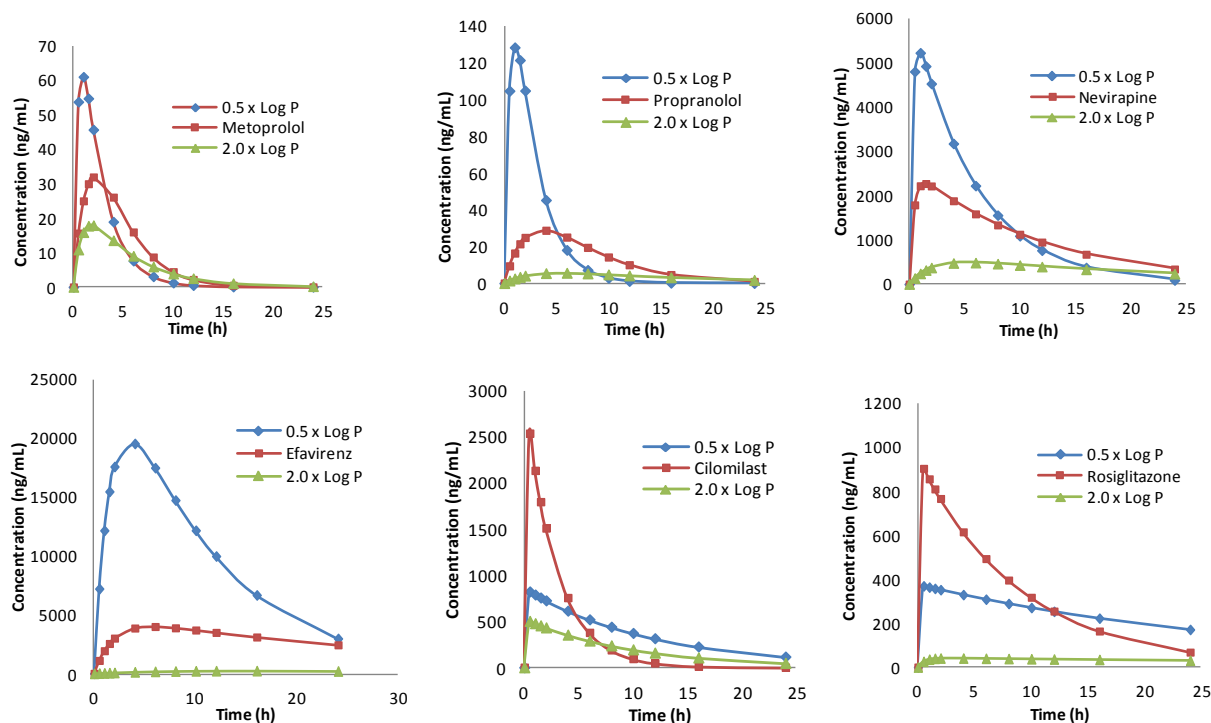 Concentration (ng/mL)
70
60
50
40
30
20
10
0
0 5 10 15 20 25
Time (h)
0.5 x Log P
Metoprolol
2.0 x Log P
Concentration (ng/mL)
140
120
100
80
60
40
20
0
0 5 10 15 20 25
Time (h)
0.5 x Log P
Propranolol
2.0 x Log P
Concentration (ng/mL)
6000
5000
4000
3000
2000
1000
0
0 5 10 15 20 25
Time (h)
0.5 x Log P
Nevirapine
2.0 x Log P
Concentration (ng/mL)
25000
20000
15000
10000
5000
0
0 10 20 30
Time (h)
0.5 x Log P
Efavirenz
2.0 x Log P
Concentration (ng/mL)
3000
2500
2000
1500
1000
500
0
0 5 10 15 20 25
Time (h)
0.5 x Log P
Cilomilast
2.0 x Log P
Concentration (ng/mL)
1200
1000
800
600
400
200
0
0 5 10 15 20 25
Time (h)
0.5 x Log P
Rosiglitazone
2.0 x Log P